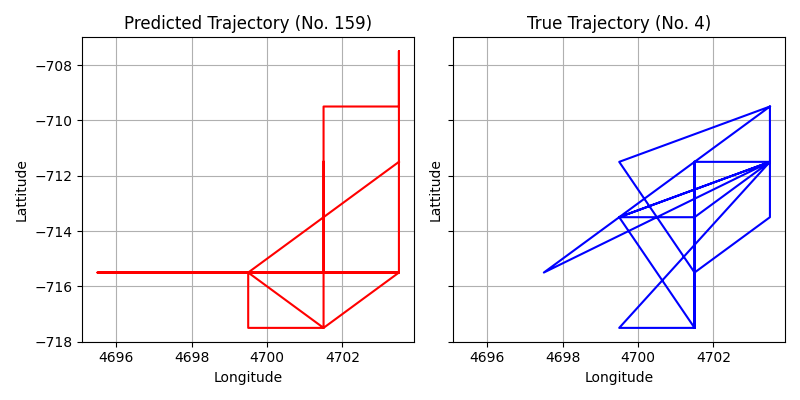 Predicted Trajectory (No. 159)
True Trajectory (No. 4)
Lattitude
−708
−710
−712
−714
−716
−718
4696
4698
4700
4702
Longitude
Lattitude
4696
4698
4700
4702
Longitude